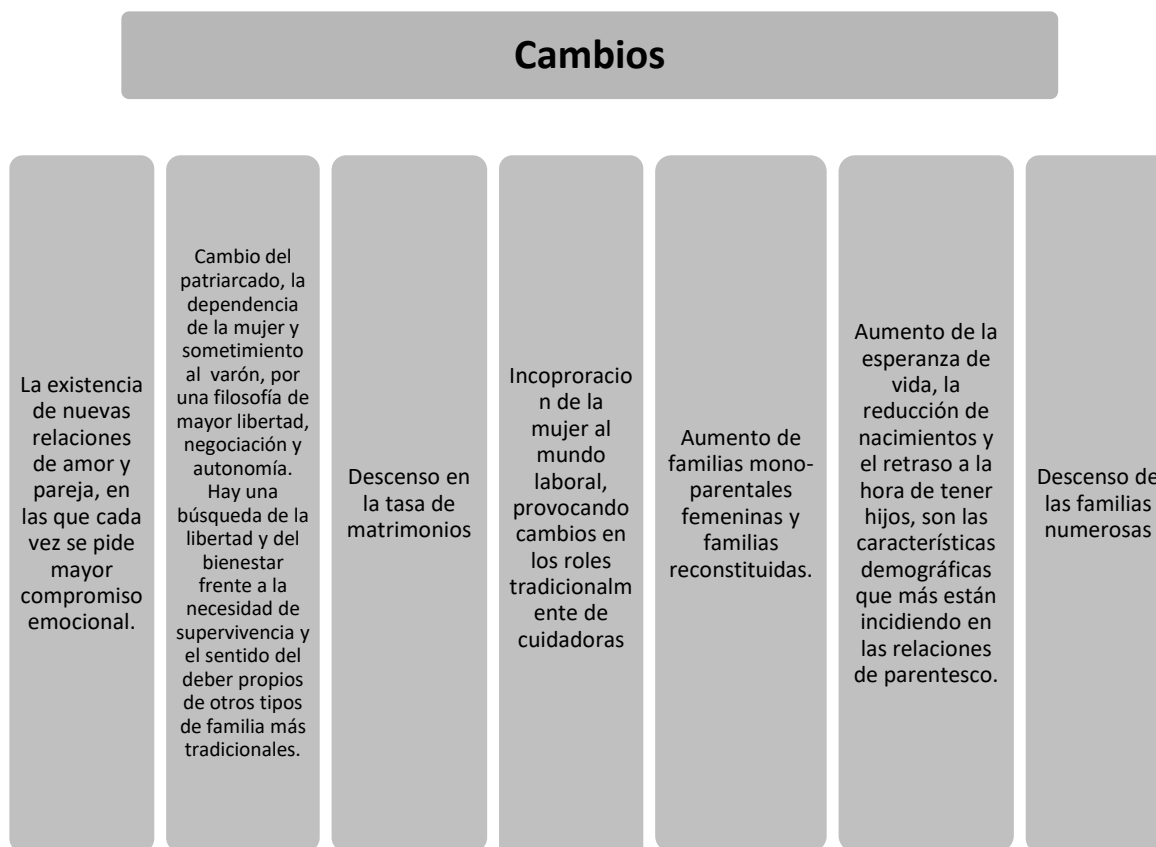 Cambios
La existencia
de nuevas
relaciones
de amor y
pareja, en
las que cada
vez se pide
mayor
compromiso
emocional.
Cambio del
patriarcado, la
dependencia
de la mujer y
sometimiento
al varón, por
una filosofía de
mayor libertad,
negociación y
autonomía.
Hay una
búsqueda de la
libertad y del
bienestar
frente a la
necesidad de
supervivencia y
el sentido del
deber propios
de otros tipos
de familia más
tradicionales.
Descenso en
la tasa de
matrimonios
Incoproracio
n de la
mujer al
mundo
laboral,
provocando
cambios en
los roles
tradicionalm
ente de
cuidadoras
Aumento de
familias mono-
parentales
femeninas y
familias
reconstituidas.
Aumento de la
esperanza de
vida, la
reducción de
nacimientos y
el retraso a la
hora de tener
hijos, son las
características
demográficas
que más están
incidiendo en
las relaciones
de parentesco.
Descenso de
las familias
numerosas